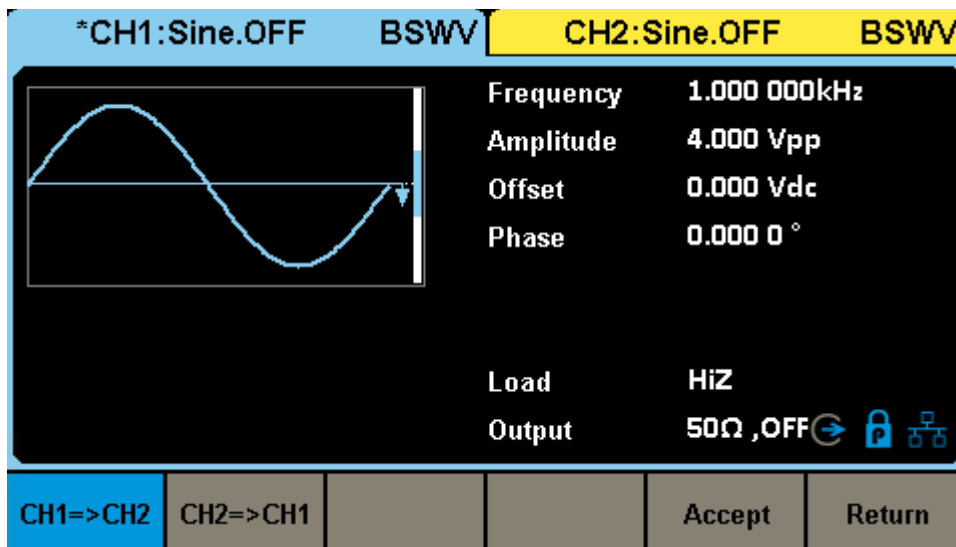 *CH1:Sine.OFF BSWV CH2:Sine.OFF BSWV
Frequency 1.000 000kHz
Amplitude 4.000 Vpp
Offset 0.000 Vdc
Phase 0.000 0 °
Load HiZ
Output 50Ω ,OFF P
CH1=>CH2 CH2=>CH1 Accept Return